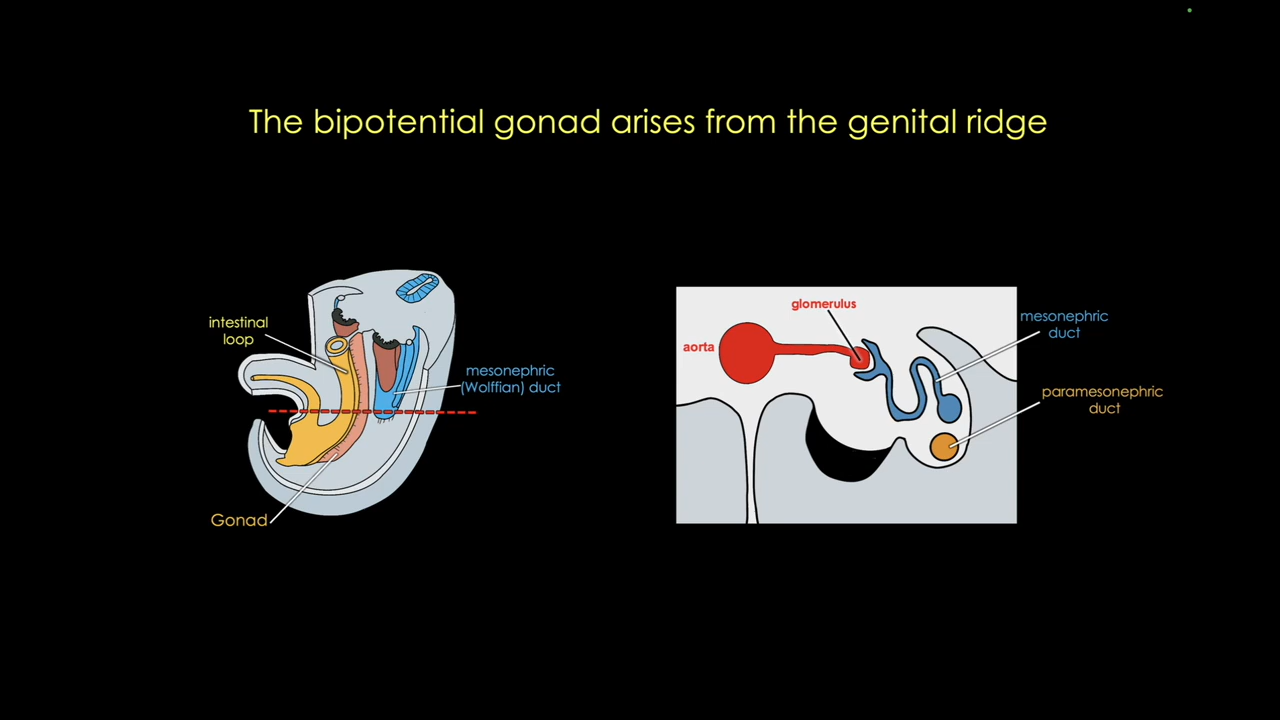 The bipotential gonad arises from the genital ridge
intestinal
loop
mesonephric
(Wolffian) duct
Gonad
glomerulus
aorta
mesonephric
duct
paramesonephric
duct